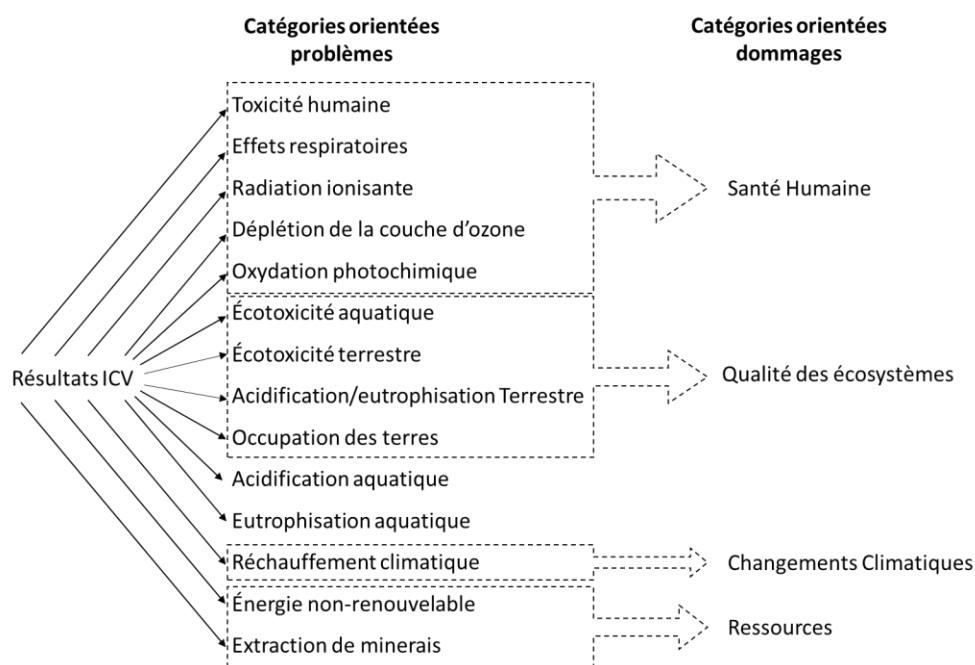 Catégories orientées
problèmes
Catégories orientées
dommages
Toxicité humaine
Effets respiratoires
Radiation ionisante
Santé Humaine
Déplétion de la couche d'ozone
Oxydation photochimique
Écotoxicité aquatique
Écotoxicité terrestre
Résultats ICV
Qualité des écosystèmes
Acidification/eutrophisation Terrestre
Occupation des terres
Acidification aquatique
Eutrophisation aquatique
Réchauffement climatique
Changements Climatiques
Énergie non-renouvelable
Ressources
Extraction de minerais